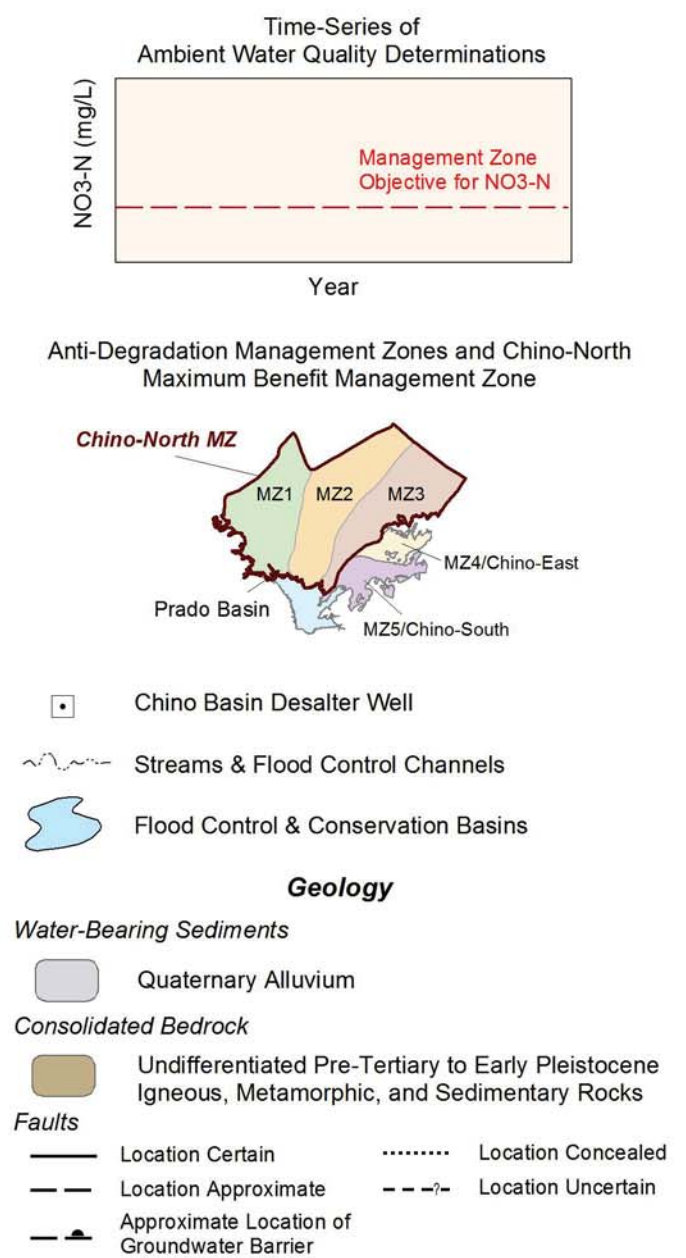 Time-Series of
Ambient Water Quality Determinations
NO3-N (mg/L)
Management Zone
Objective for NO3-N
Year
Anti-Degradation Management Zones and Chino-North
Maximum Benefit Management Zone
Chino-North MZ
MZ1
MZ2
MZ3
MZ4/Chino-East
Prado Basin
MZ5/Chino-South
Chino Basin Desalter Well
Streams & Flood Control Channels
Flood Control & Conservation Basins
Geology
Water-Bearing Sediments
Quaternary Alluvium
Consolidated Bedrock
Undifferentiated Pre-Tertiary to Early Pleistocene
Igneous, Metamorphic, and Sedimentary Rocks
Faults
Location Certain
Location Concealed
Location Approximate
?
Location Uncertain
Approximate Location of
Groundwater Barrier